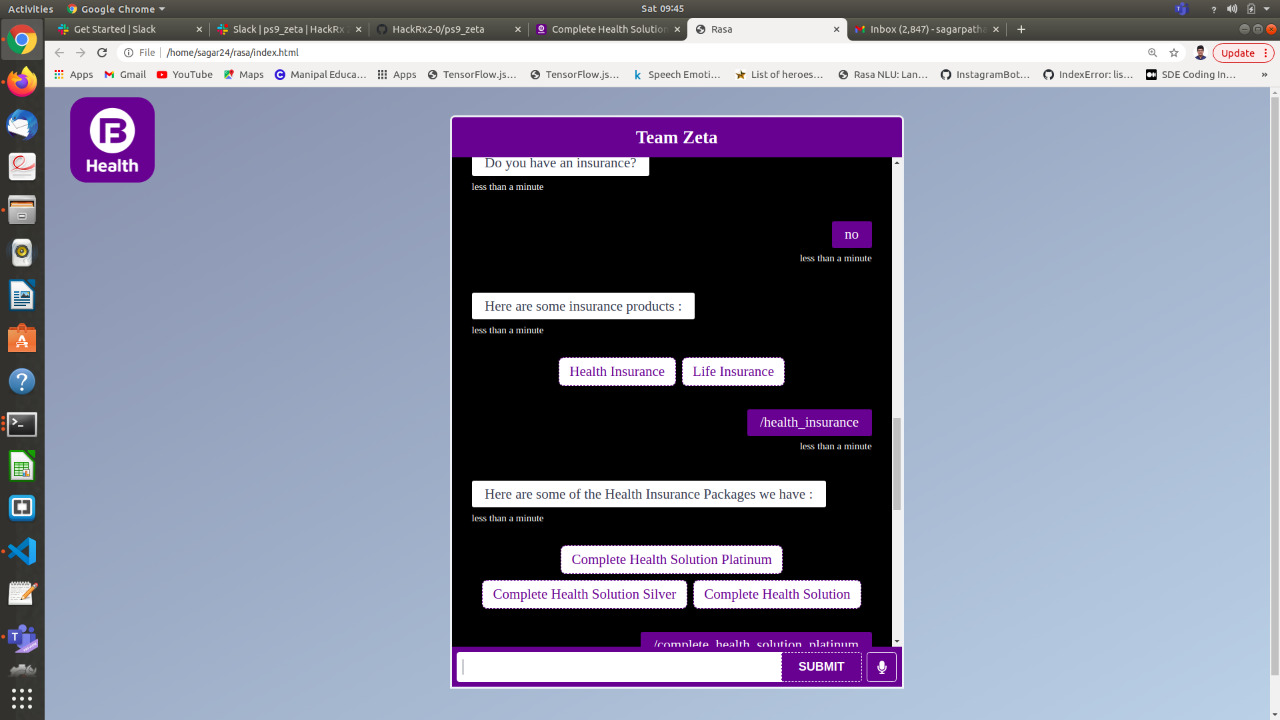 Activities
Google Chrome
Sat 09:45
?
Get Started | Slack
Slack | ps9_zeta | HackRx 2
HackRx2-0/ps9_zeta
Complete Health Solution
Rasa
Inbox (2,847) - sagarpatha
File
/home/sagar24/rasa/index.html
Update
Apps
Gmail
YouTube
Maps
Manipal Educa…
Apps
TensorFlow.js…
TensorFlow.js…
Speech Emoti…
List of heroes…
Rasa NLU: Lan…
InstagramBot…
IndexError: lis…
SDE Coding In…
»
Health
Team Zeta
Do you have an insurance?
less than a minute
no
less than a minute
Here are some insurance products :
less than a minute
Health Insurance
Life Insurance
/health_insurance
less than a minute
Here are some of the Health Insurance Packages we have :
less than a minute
Complete Health Solution Platinum
Complete Health Solution Silver
Complete Health Solution
/complete_health_solution_platinum
SUBMIT